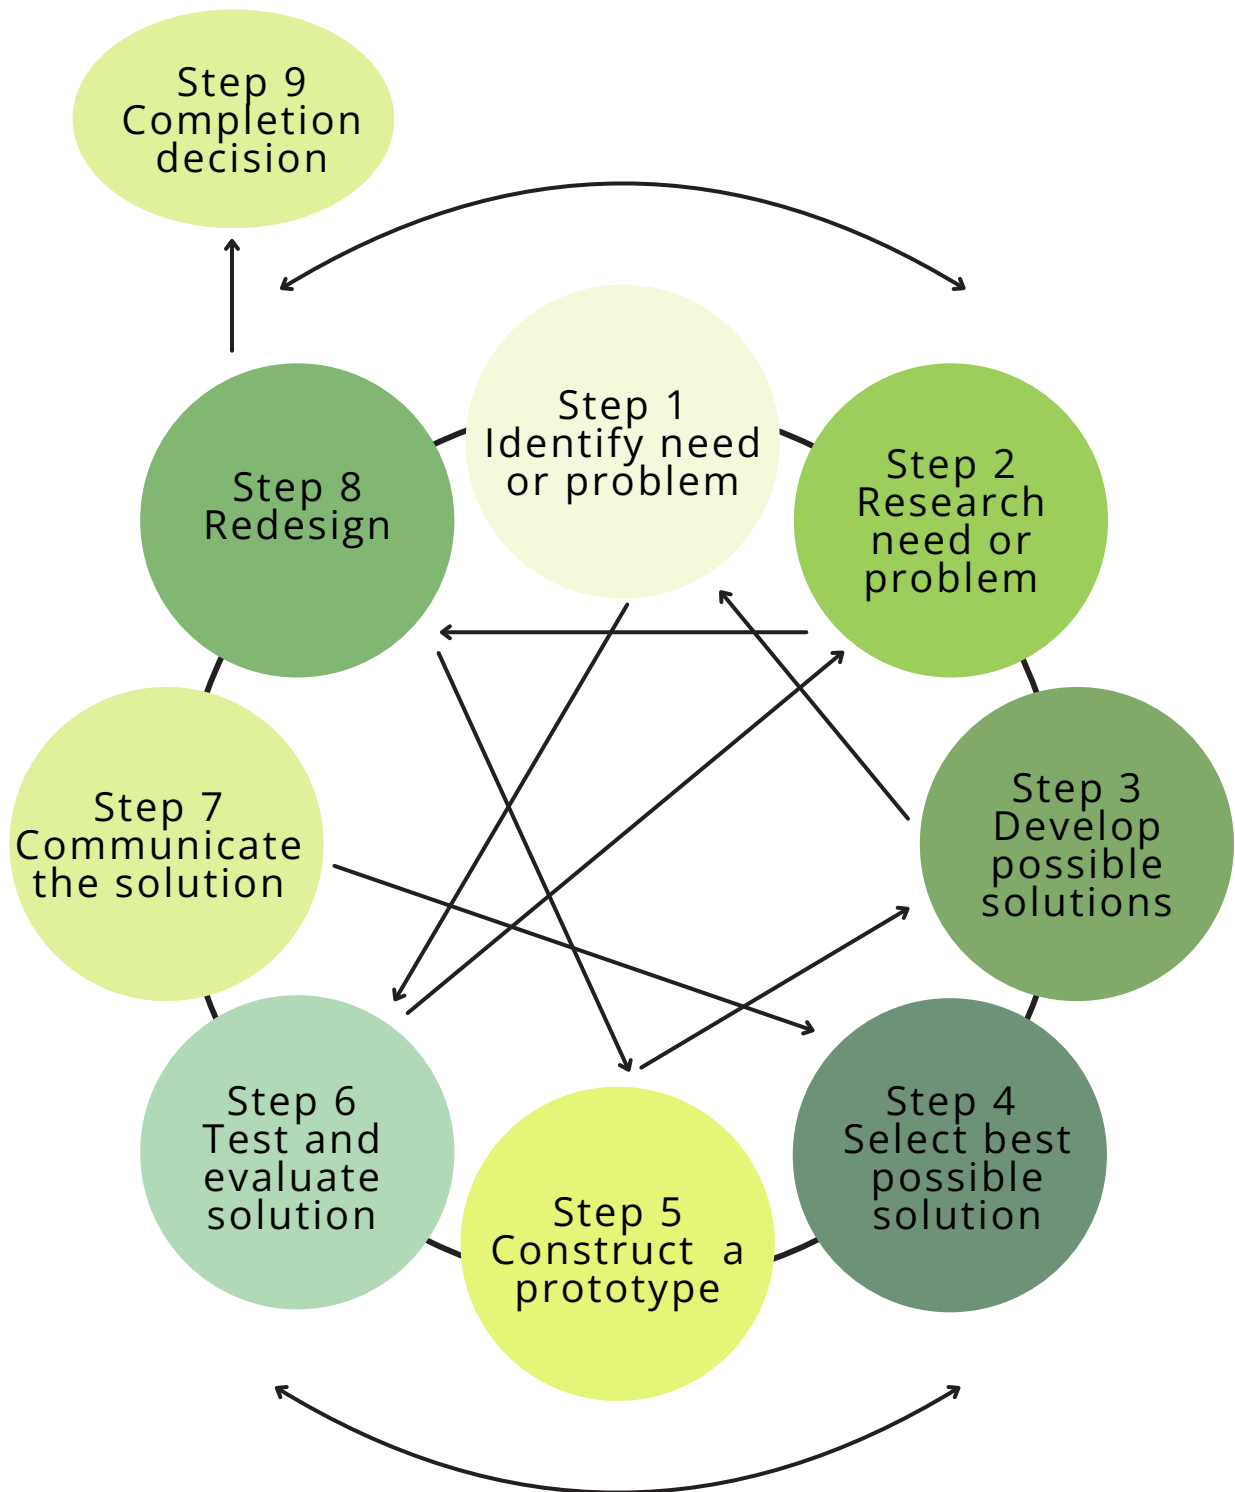 Step 9
Completion
decision
Step 1
Identify need
or problem
Step 2
Research
need or
problem
Step 3
Develop
possible
solutions
Step 4
Select best
possible
solution
Step 5
Construct  a
prototype
Step 6
Test and
evaluate
solution
Step 7
Communicate
the solution
Step 8
Redesign